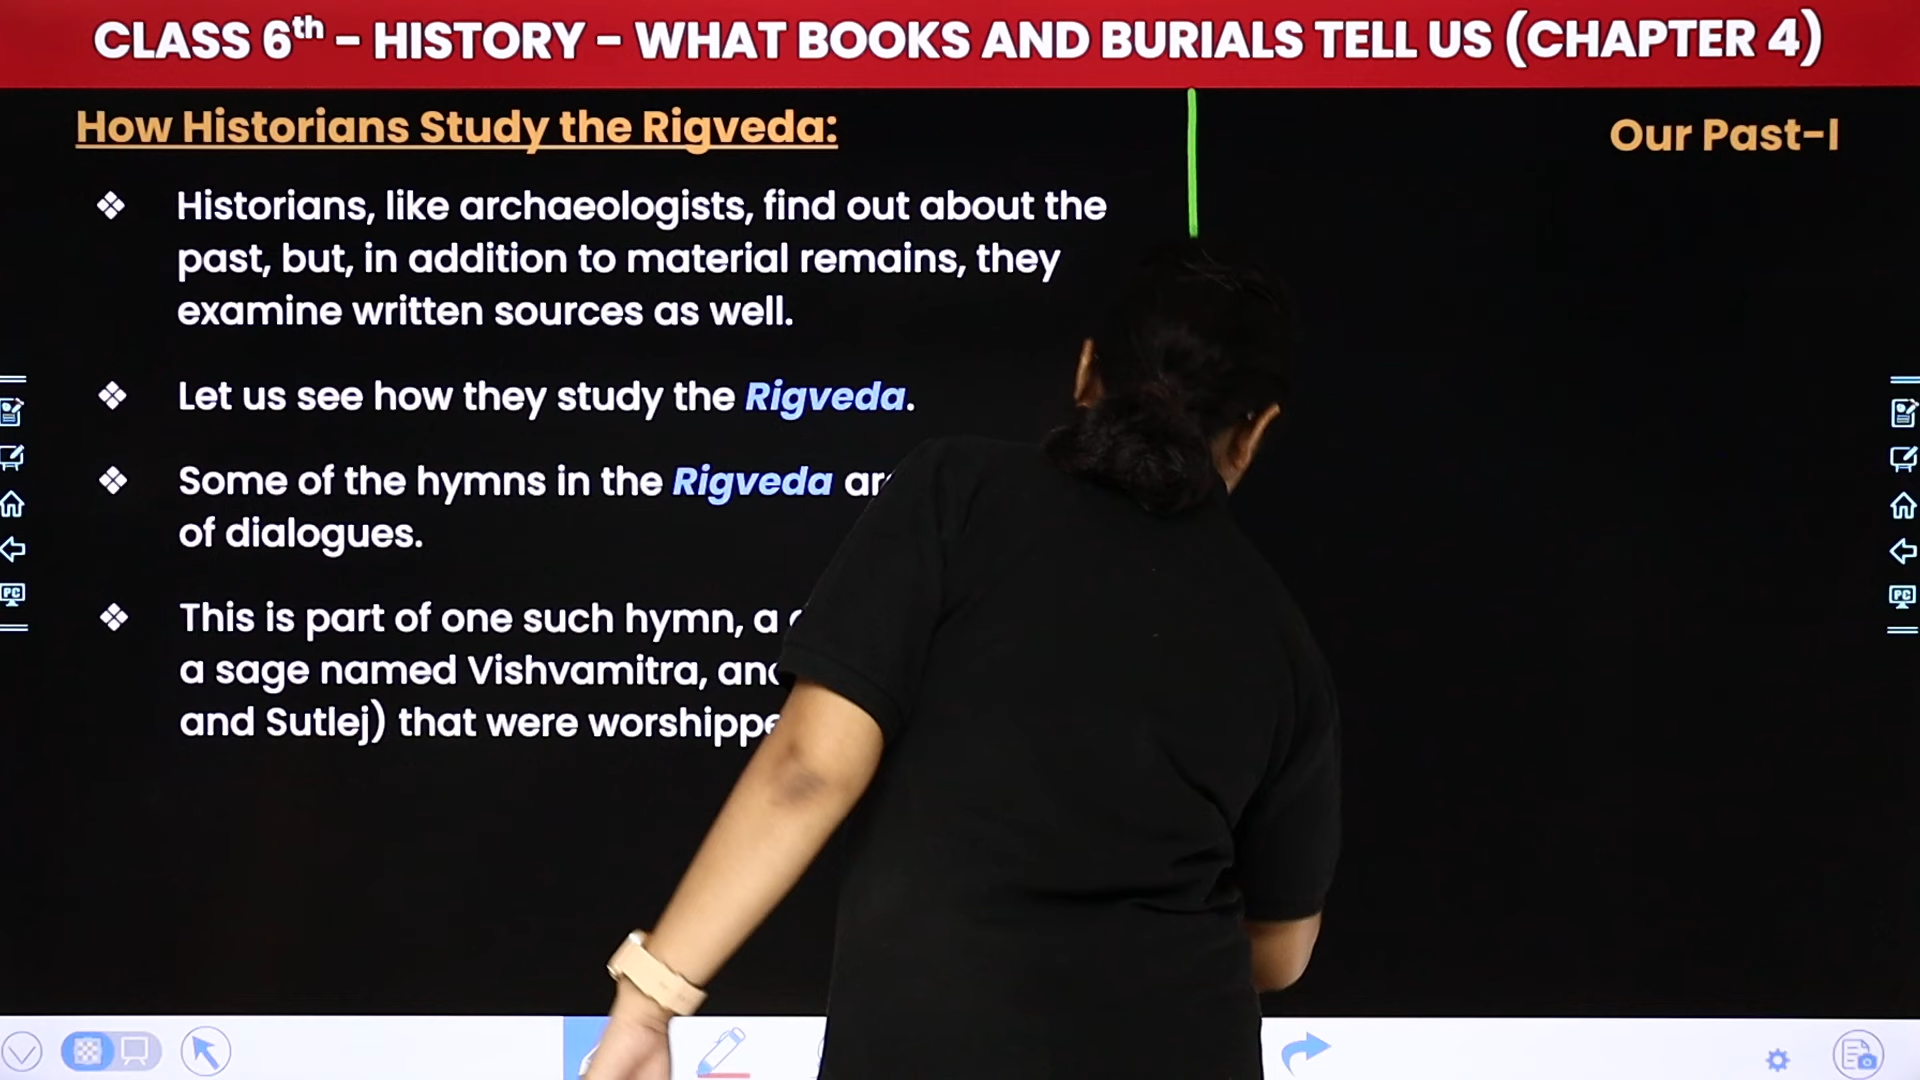 CLASS 6th - HISTORY - WHAT BOOKS AND BURIALS TELL US (CHAPTER 4)
How Historians Study the Rigveda:
Our Past-I
❖ Historians, like archaeologists, find out about the
past, but, in addition to material remains, they
examine written sources as well.
❖ Let us see how they study the Rigveda.
❖ Some of the hymns in the Rigveda
of dialogues.
❖ This is part of one such hymn, a
a sage named Vishvamitra,
and Sutlej) that were
PC
PC